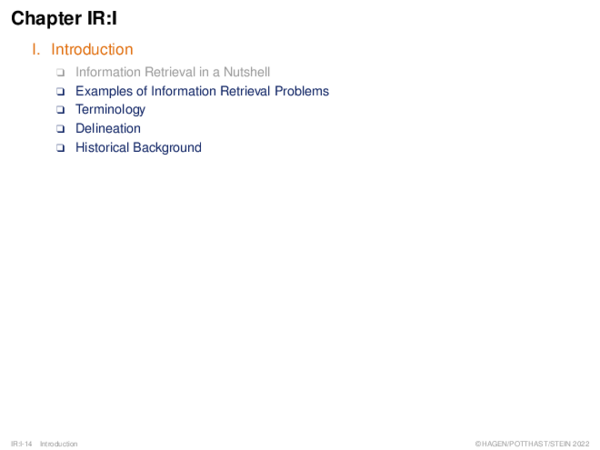 Chapter IR:I
I. Introduction
❑ Information Retrieval in a Nutshell
❑ Examples of Information Retrieval Problems
❑ Terminology
❑ Delineation
❑ Historical Background
IR:I-14 Introduction
©HAGEN/POTTHAST/STEIN 2022